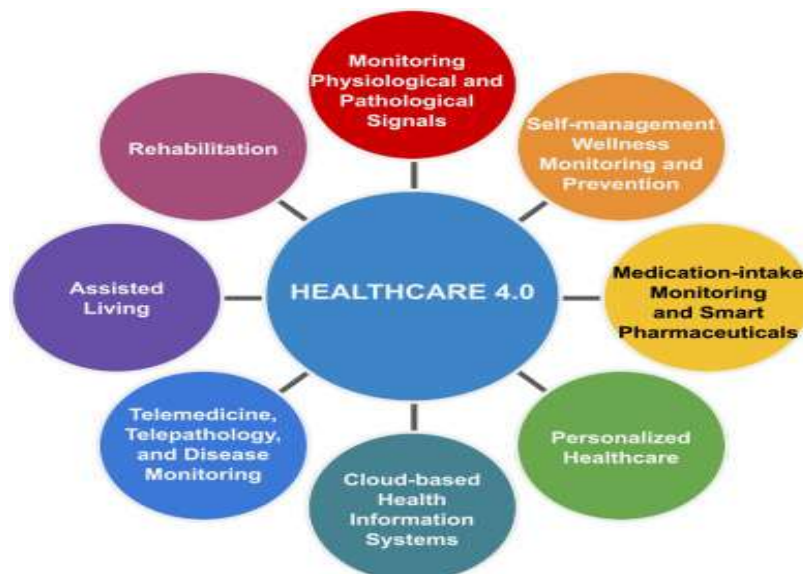 Monitoring
Physiological and
Pathological
Signals
Self-management
Wellness
Monitoring and
Prevention
Medication-intake
Monitoring
and Smart
Pharmaceuticals
Personalized
Healthcare
Cloud-based
Health
Information
Systems
Telemedicine,
Telepathology,
and Disease
Monitoring
Assisted
Living
Rehabilitation
HEALTHCARE 4.0